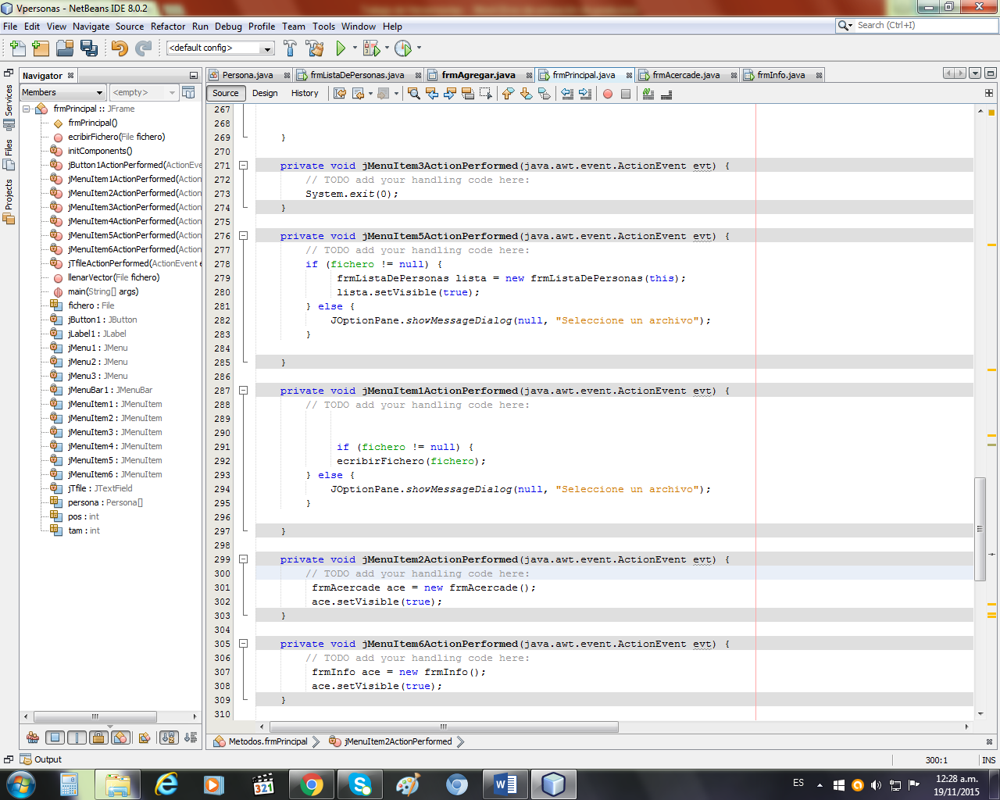 Vpersonas - NetBeans IDE 8.0.2
File Edit View Navigate Source Refactor Run Debug Profile Team Tools Window Help
Search (Ctrl+I)
<default config>
Services
Files
Projects
Navigator
Members
<empty>
frmPrincipal :: JFrame
frmPrincipal()
ecribirFichero(File fichero)
initComponents()
jButton1ActionPerformed(ActionEve
jMenuItem1ActionPerformed(Action
jMenuItem2ActionPerformed(Action
jMenuItem3ActionPerformed(Action
jMenuItem4ActionPerformed(Action
jMenuItem5ActionPerformed(Action
jMenuItem6ActionPerformed(Action
jTfileActionPerformed(ActionEvent e
llenarVector(File fichero)
main(String[] args)
fichero : File
jButton1 : JButton
jLabel1 : JLabel
jMenu1 : JMenu
jMenu2 : JMenu
jMenu3 : JMenu
jMenuBar1 : JMenuBar
jMenuItem1 : JMenuItem
jMenuItem2 : JMenuItem
jMenuItem3 : JMenuItem
jMenuItem4 : JMenuItem
jMenuItem5 : JMenuItem
jMenuItem6 : JMenuItem
jTfile : JTextField
persona : Persona[]
pos : int
tam : int
Persona.java frmListaDePersonas.java frmAgregar.java frmPrincipal.java frmAcercade.java frmInfo.java
Source Design History
267
268
269 }
270
271 private void jMenuItem3ActionPerformed(java.awt.event.ActionEvent evt) {
272 // TODO add your handling code here:
273 System.exit(0);
274 }
275
276 private void jMenuItem5ActionPerformed(java.awt.event.ActionEvent evt) {
277 // TODO add your handling code here:
278 if (fichero != null) {
279 frmListaDePersonas lista = new frmListaDePersonas(this);
280 lista.setVisible(true);
281 } else {
282 JOptionPane.showMessageDialog(null, "Seleccione un archivo");
283 }
284
285 }
286
287 private void jMenuItem1ActionPerformed(java.awt.event.ActionEvent evt) {
288 // TODO add your handling code here:
289
290
291 if (fichero != null) {
292 ecribirFichero(fichero);
293 } else {
294 JOptionPane.showMessageDialog(null, "Seleccione un archivo");
295 }
296
297 }
298
299 private void jMenuItem2ActionPerformed(java.awt.event.ActionEvent evt) {
300 // TODO add your handling code here:
301 frmAcercade ace = new frmAcercade();
302 ace.setVisible(true);
303 }
304
305 private void jMenuItem6ActionPerformed(java.awt.event.ActionEvent evt) {
306 // TODO add your handling code here:
307 frmInfo ace = new frmInfo();
308 ace.setVisible(true);
309 }
310
Metodos.frmPrincipal jMenuItem2ActionPerformed
Output
300:1 INS
321
ES
12:28 a.m.
19/11/2015